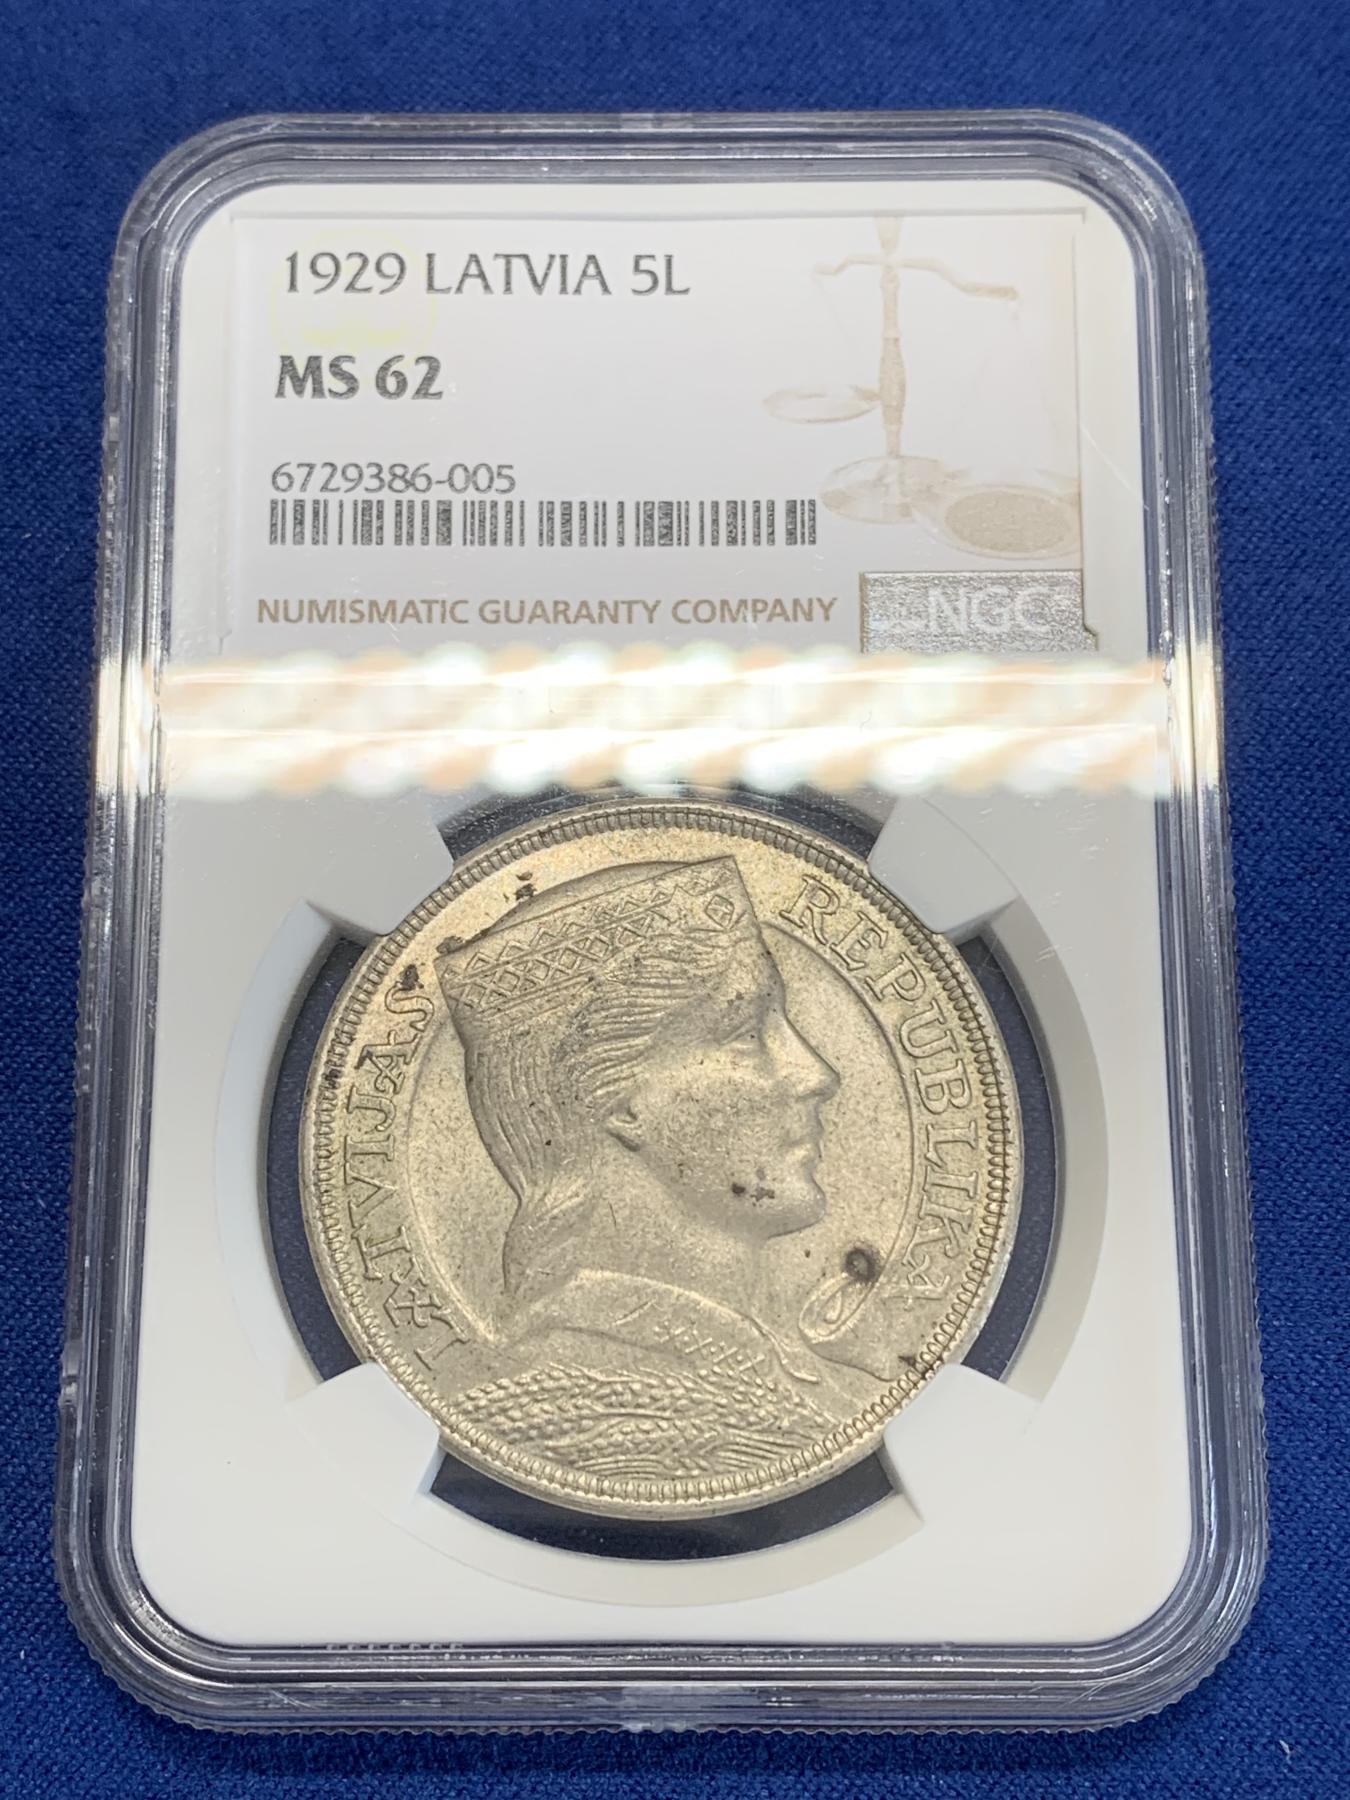 1929 LATVIA 5L
MS 62
6729386-005
NUMISMATIC GUARANTY COMPANY
NGC
LATVIJAS REPUBLIKA